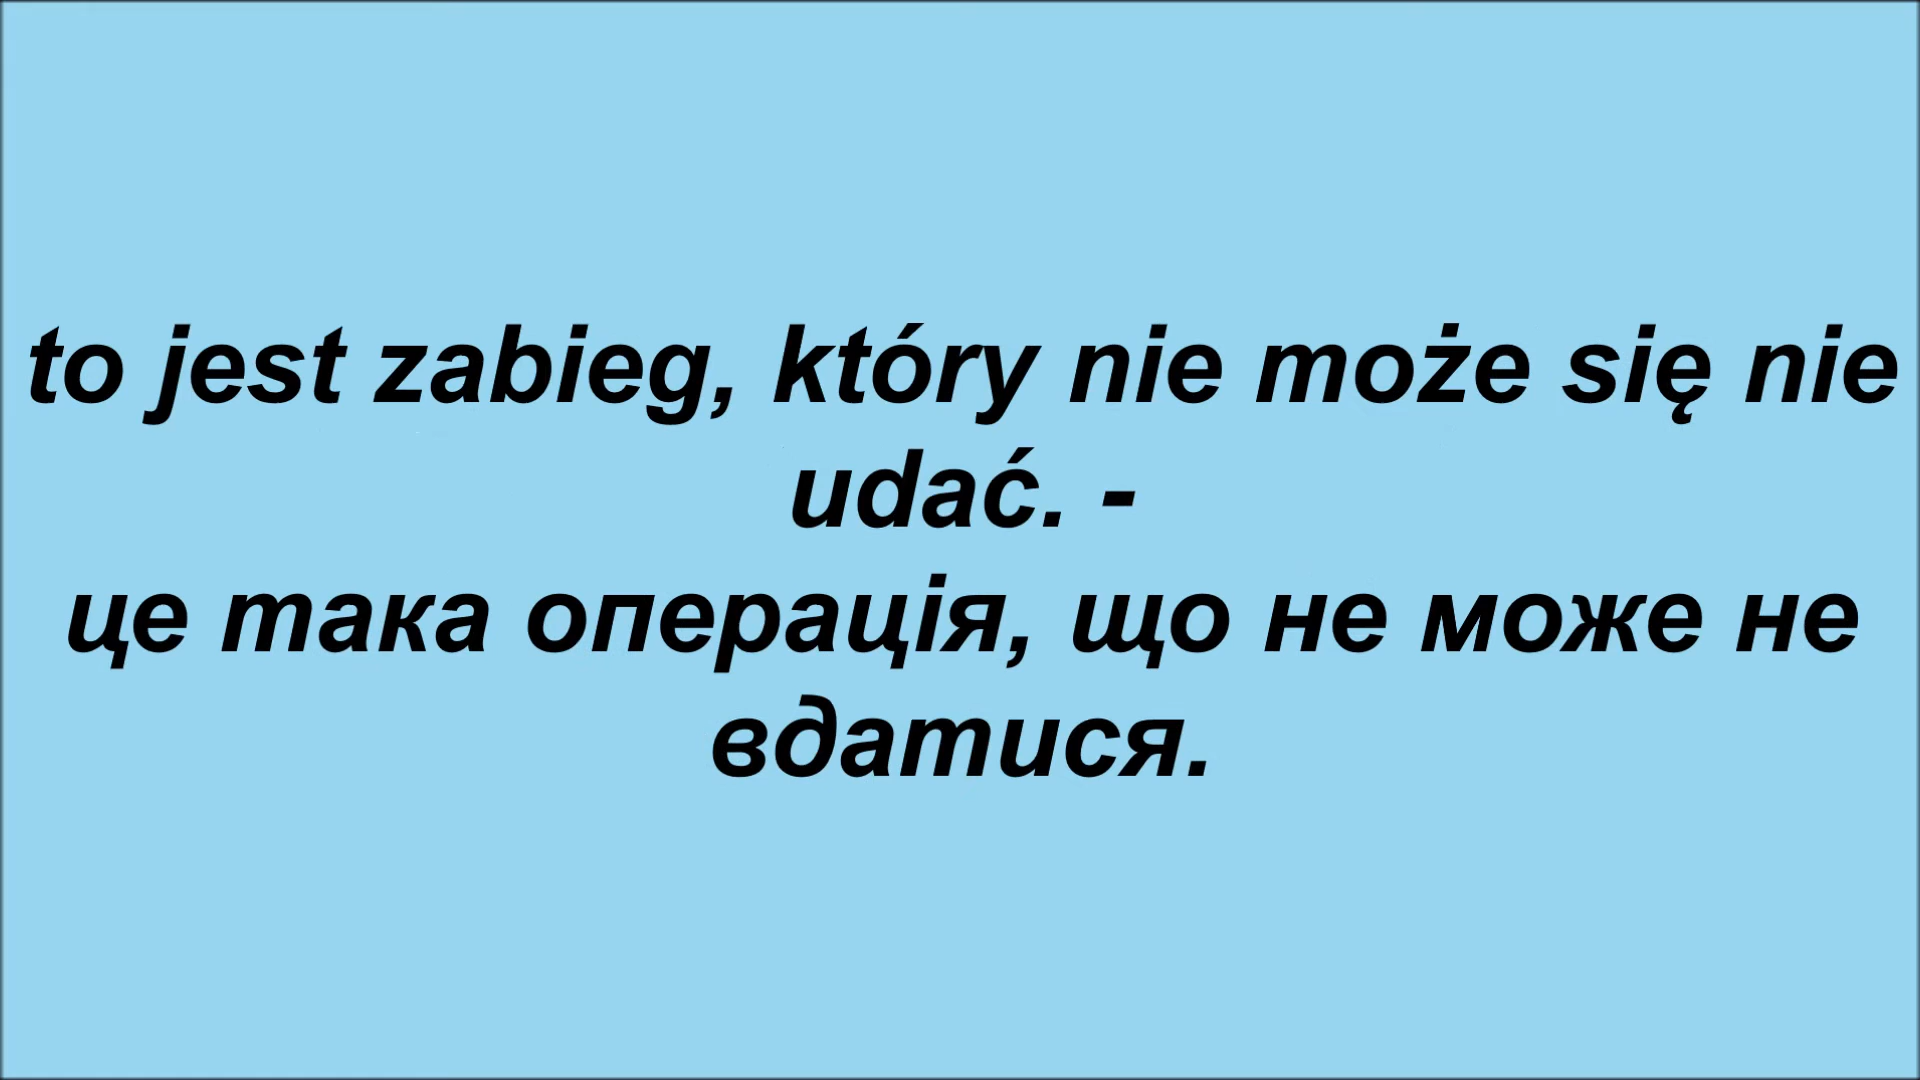 to jest zabieg, który nie może się nie
udać. -
це така операція, що не може не
вдатися.